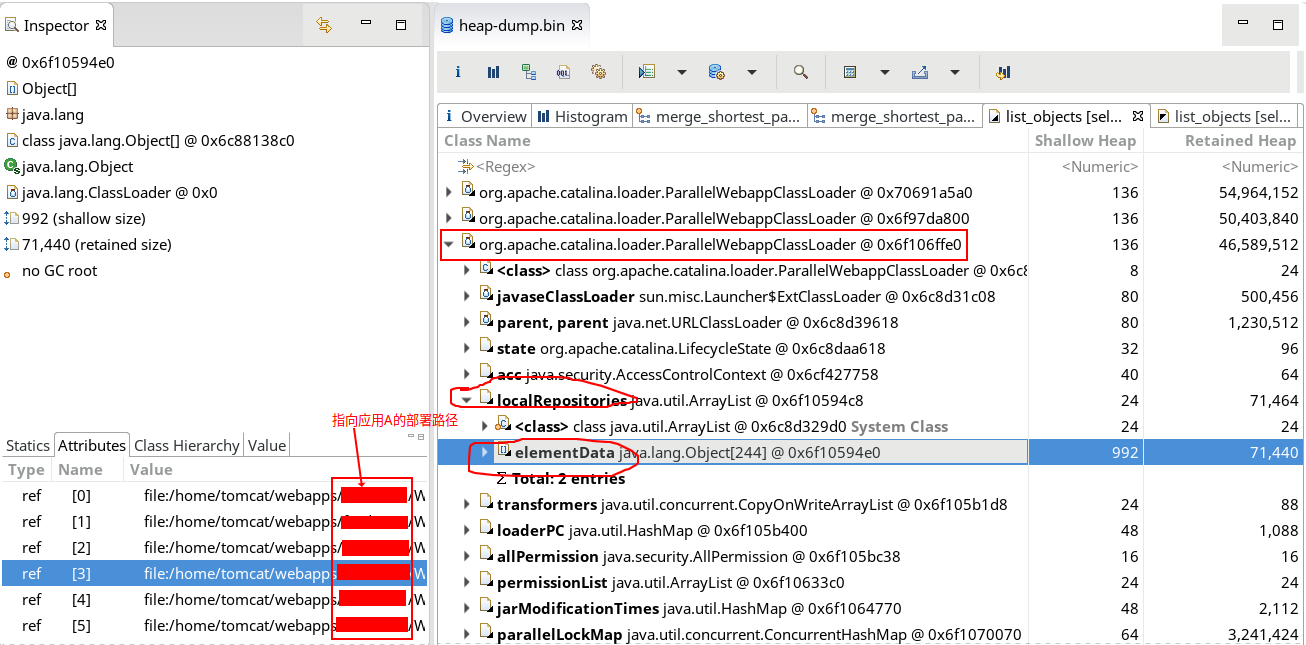 Inspector
@ 0x6f10594e0
Object[]
java.lang
class java.lang.Object[] @ 0x6c88138c0
java.lang.Object
java.lang.ClassLoader @ 0x0
992 (shallow size)
71,440 (retained size)
no GC root
指向应用A的部署路径
Statics Attributes Class Hierarchy Value
Type Name Value
ref [0] file:/home/tomcat/webapps/ /W
ref [1] file:/home/tomcat/webapps/ /W
ref [2] file:/home/tomcat/webapps/ /W
ref [3] file:/home/tomcat/webapps /W
ref [4] file:/home/tomcat/webapps/ /W
ref [5] file:/home/tomcat/webapps /W
heap-dump.bin
i OQL
i Overview Histogram merge_shortest_pa... merge_shortest_pa... list_objects [sel... list_objects [sel...
Class Name Shallow Heap Retained Heap
<Regex> <Numeric> <Numeric>
org.apache.catalina.loader.ParallelWebappClassLoader @ 0x70691a5a0 136 54,964,152
org.apache.catalina.loader.ParallelWebappClassLoader @ 0x6f97da800 136 50,403,840
org.apache.catalina.loader.ParallelWebappClassLoader @ 0x6f106ffe0 136 46,589,512
<class> class org.apache.catalina.loader.ParallelWebappClassLoader @ 0x6c8 8 24
javaseClassLoader sun.misc.Launcher$ExtClassLoader @ 0x6c8d31c08 80 500,456
parent, parent java.net.URLClassLoader @ 0x6c8d39618 80 1,230,512
state org.apache.catalina.LifecycleState @ 0x6c8daa618 32 96
acc java.security.AccessControlContext @ 0x6cf427758 40 64
localRepositories java.util.ArrayList @ 0x6f10594c8 24 71,464
<class> class java.util.ArrayList @ 0x6c8d329d0 System Class 24 24
elementData java.lang.Object[244] @ 0x6f10594e0 992 71,440
Σ Total: 2 entries
transformers java.util.concurrent.CopyOnWriteArrayList @ 0x6f105b1d8 24 88
loaderPC java.util.HashMap @ 0x6f105b400 48 1,088
allPermission java.security.AllPermission @ 0x6f105bc38 16 16
permissionList java.util.ArrayList @ 0x6f10633c0 24 24
jarModificationTimes java.util.HashMap @ 0x6f1064770 48 2,112
parallelLockMap java.util.concurrent.ConcurrentHashMap @ 0x6f1070070 64 3,241,424